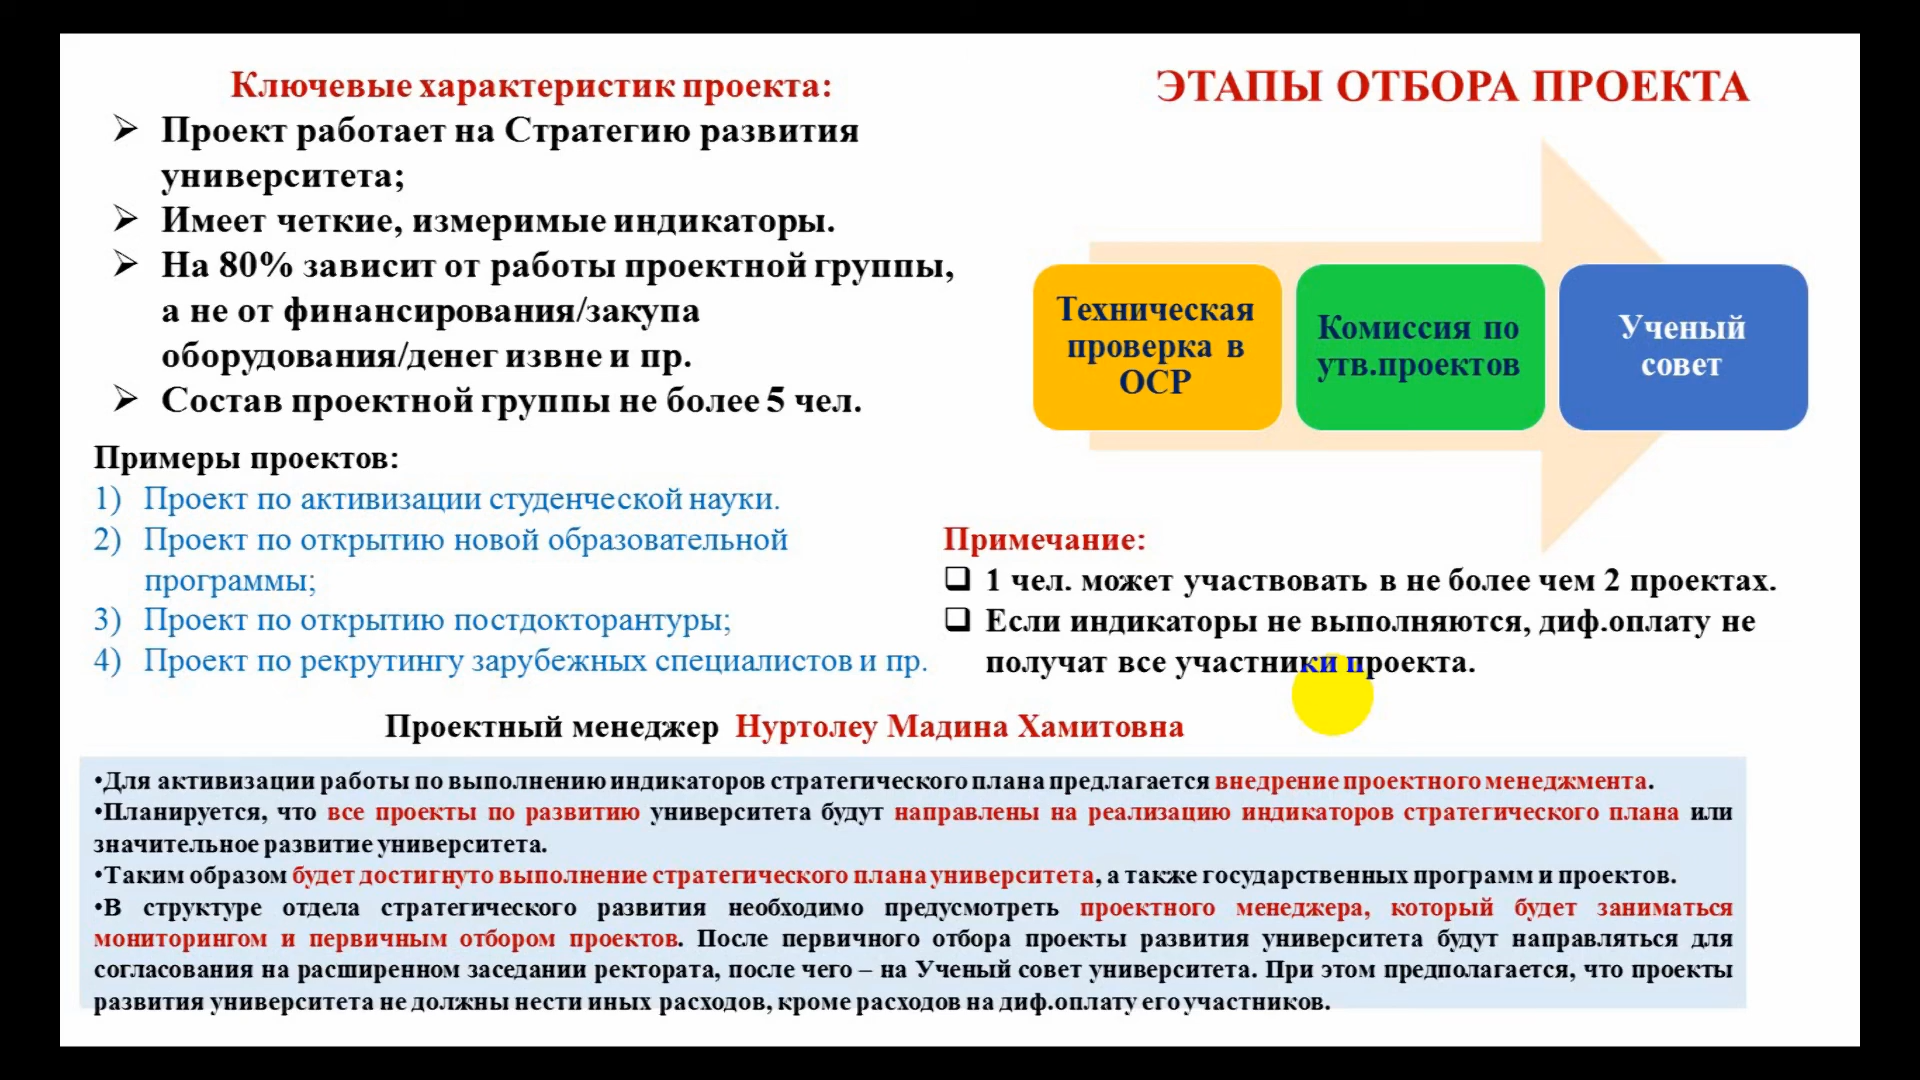 Ключевые характеристик проекта:
Проект работает на Стратегию развития
университета;
Имеет четкие, измеримые индикаторы.
На 80% зависит от работы проектной группы,
а не от финансирования/закупа
оборудования/денег извне и пр.
Состав проектной группы не более 5 чел.
Примеры проектов:
1) Проект по активизации студенческой науки.
2) Проект по открытию новой образовательной
программы;
3) Проект по открытию постдокторантуры;
4) Проект по рекрутингу зарубежных специалистов и пр.
ЭТАПЫ ОТБОРА ПРОЕКТА
Техническая
проверка в
ОСР
Комиссия по
утв.проектов
Ученый
совет
Примечание:
1 чел. может участвовать в не более чем 2 проектах.
Если индикаторы не выполняются, диф.оплату не
получат все участники проекта.
Проектный менеджер Нуртолеу Мадина Хамитовна
•Для активизации работы по выполнению индикаторов стратегического плана предлагается внедрение проектного менеджмента.
•Планируется, что все проекты по развитию университета будут направлены на реализацию индикаторов стратегического плана или
значительное развитие университета.
•Таким образом будет достигнуто выполнение стратегического плана университета, а также государственных программ и проектов.
•В структуре отдела стратегического развития необходимо предусмотреть проектного менеджера, который будет заниматься
мониторингом и первичным отбором проектов. После первичного отбора проекты развития университета будут направляться для
согласования на расширенном заседании ректората, после чего – на Ученый совет университета. При этом предполагается, что проекты
развития университета не должны нести иных расходов, кроме расходов на диф.оплату его участников.